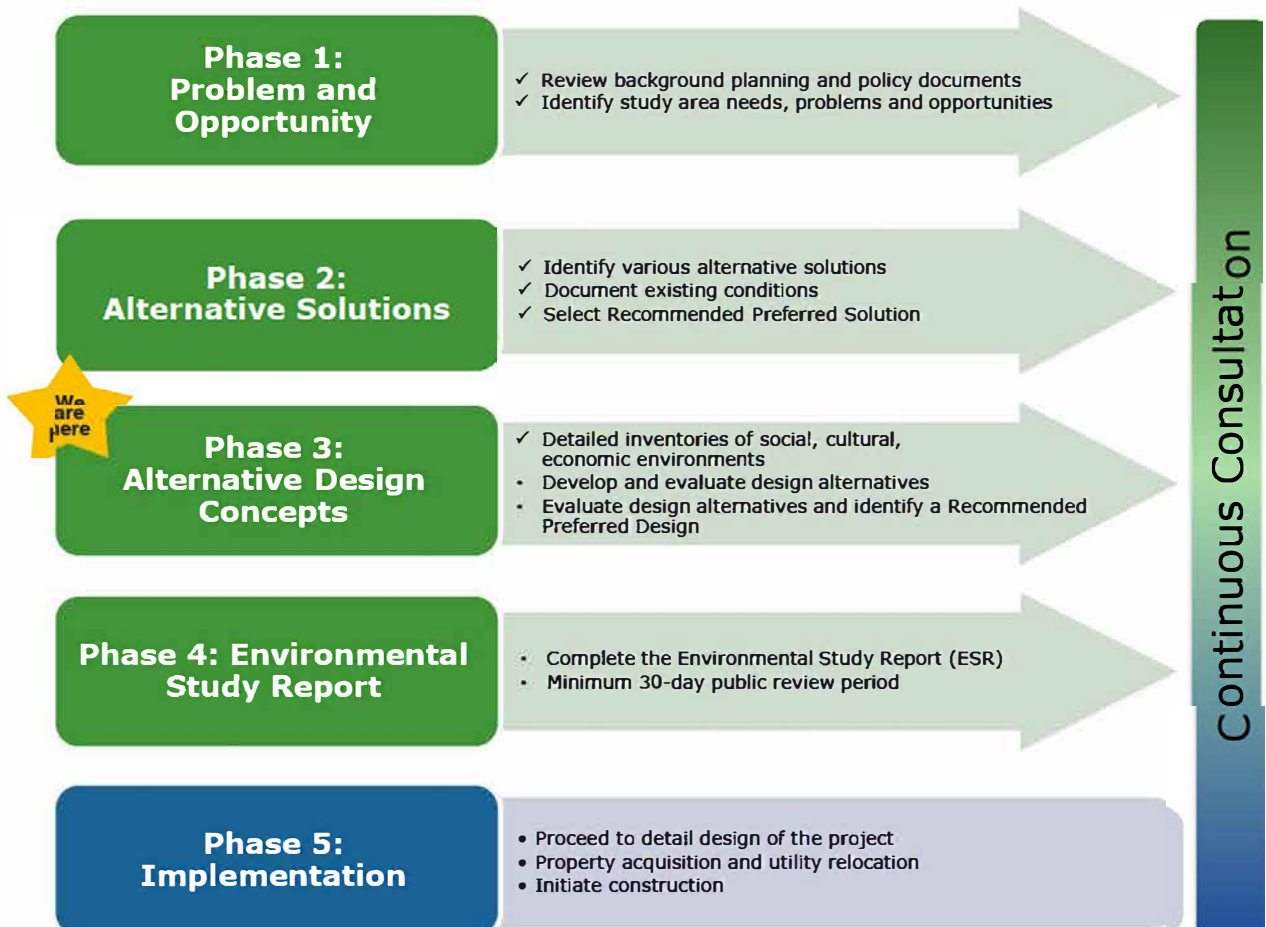 Phase 1:
Problem and
Opportunity
✓ Review background planning and policy documents
✓ Identify study area needs, problems and opportunities
Phase 2:
Alternative Solutions
✓ Identify various alternative solutions
✓ Document existing conditions
✓ Select Recommended Preferred Solution
We
are
here
Phase 3:
Alternative Design
Concepts
✓ Detailed inventories of social, cultural,
economic environments
· Develop and evaluate design alternatives
· Evaluate design alternatives and identify a Recommended
Preferred Design
Phase 4: Environmental
Study Report
· Complete the Environmental Study Report (ESR)
· Minimum 30-day public review period
Phase 5:
Implementation
• Proceed to detail design of the project
• Property acquisition and utility relocation
• Initiate construction
Continuous Consultaton